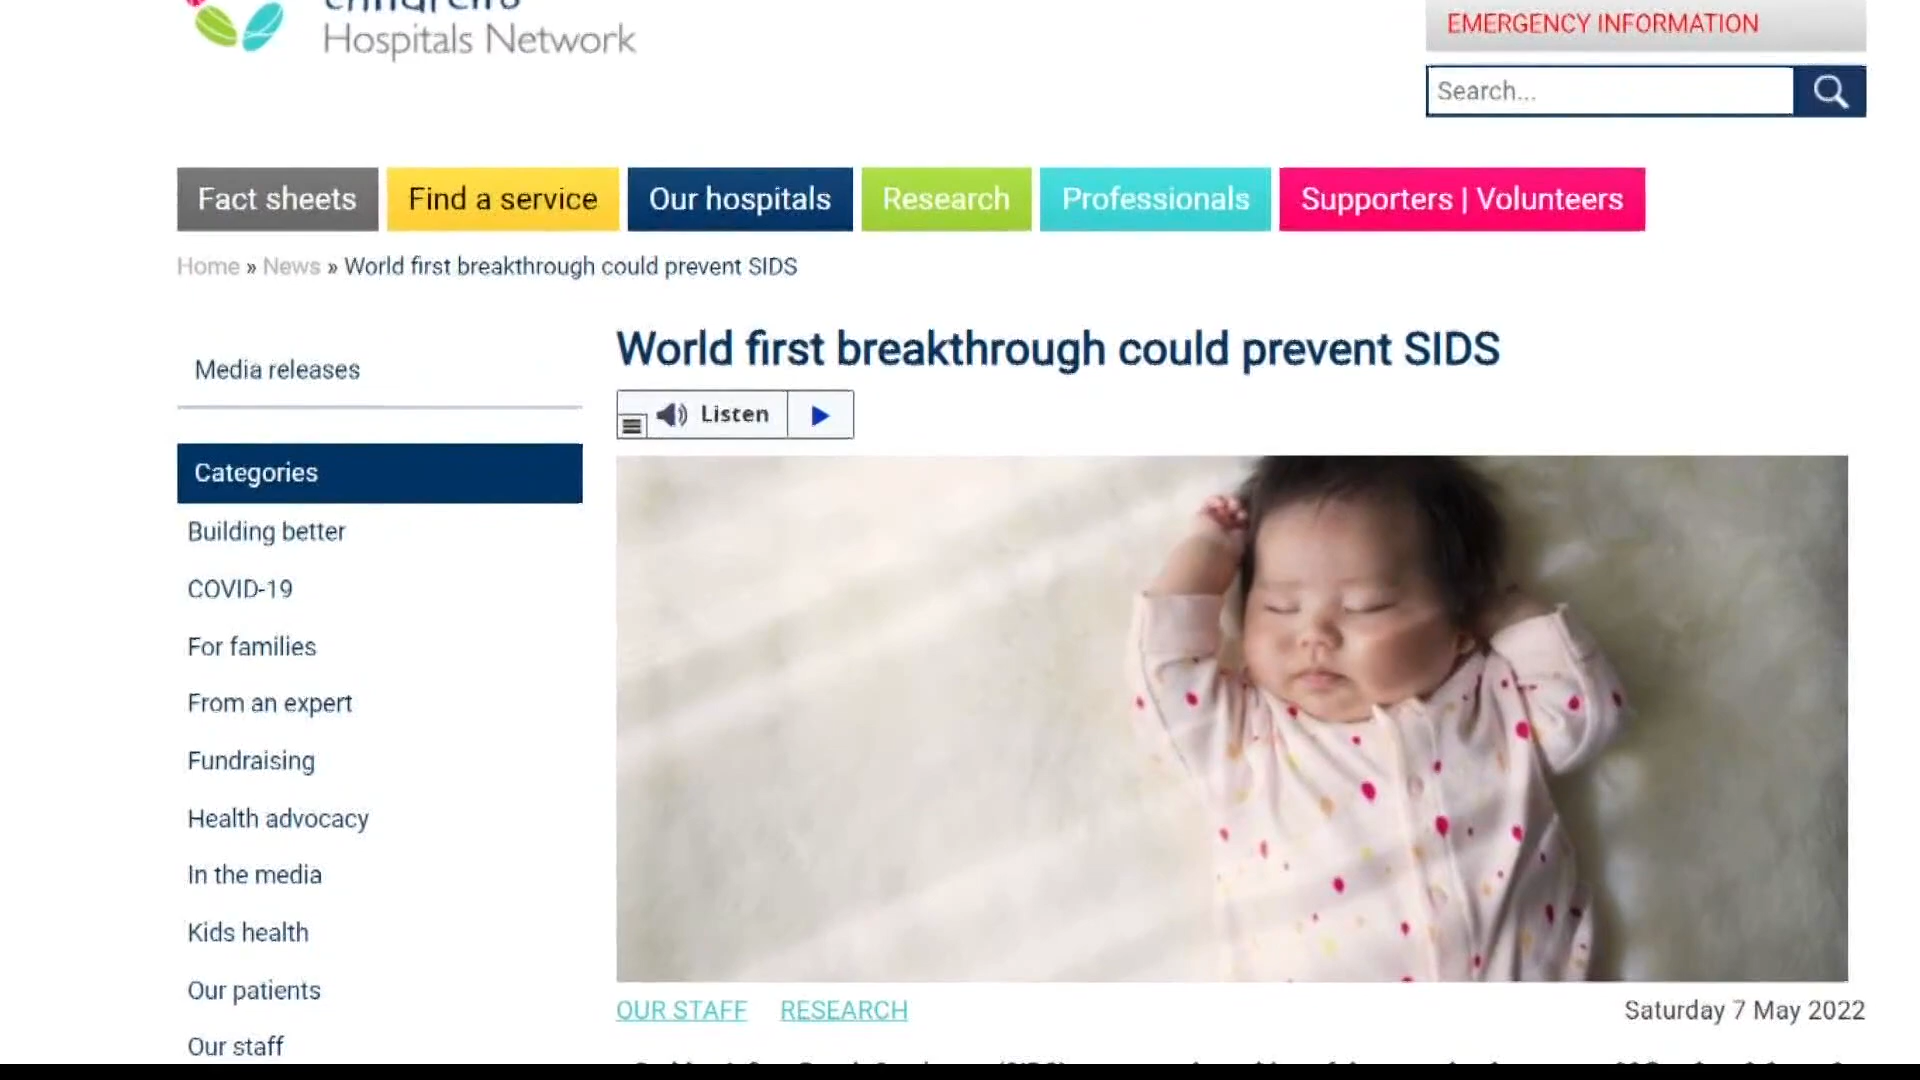 Hospitals Network
EMERGENCY INFORMATION
Search...
Fact sheets
Find a service
Our hospitals
Research
Professionals
Supporters | Volunteers
Home » News » World first breakthrough could prevent SIDS
World first breakthrough could prevent SIDS
Listen
Media releases
Categories
Building better
COVID-19
For families
From an expert
Fundraising
Health advocacy
In the media
Kids health
Our patients
Our staff
OUR STAFF
RESEARCH
Saturday 7 May 2022